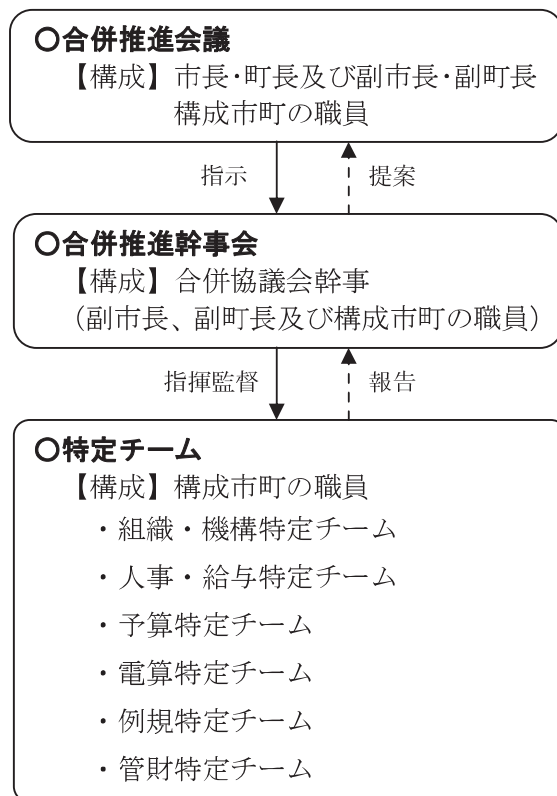 ○合併推進会議
【構成】市長・町長及び副市長・副町長
構成市町の職員
指示
提案
○合併推進幹事会
【構成】合併協議会幹事
(副市長、副町長及び構成市町の職員)
指揮監督
報告
○特定チーム
【構成】構成市町の職員
・組織・機構特定チーム
・人事・給与特定チーム
・予算特定チーム
・電算特定チーム
・例規特定チーム
・管財特定チーム